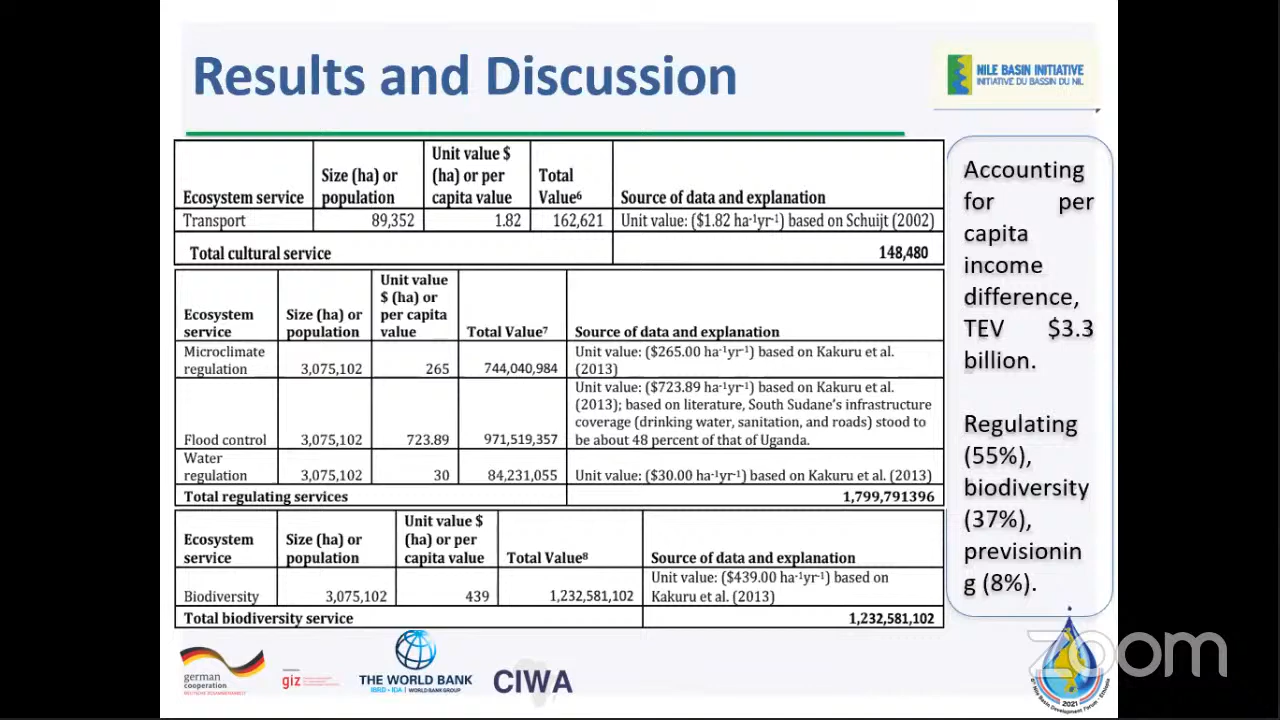 Results and Discussion
NILE BASIN INITIATIVE
INITIATIVE DU BASSIN DU NIL
Ecosystem service | Size (ha) or population | Unit value $ (ha) or per capita value | Total Value⁶ | Source of data and explanation
Transport | 89,352 | 1.82 | 162,621 | Unit value: ($1.82 ha⁻¹yr⁻¹) based on Schuijt (2002)
Total cultural service | 148,480
Ecosystem service | Size (ha) or population | Unit value $ (ha) or per capita value | Total Value⁷ | Source of data and explanation
Microclimate regulation | 3,075,102 | 265 | 744,040,984 | Unit value: ($265.00 ha⁻¹yr⁻¹) based on Kakuru et al. (2013)
Flood control | 3,075,102 | 723.89 | 971,519,357 | Unit value: ($723.89 ha⁻¹yr⁻¹) based on Kakuru et al. (2013); based on literature, South Sudane's infrastructure coverage (drinking water, sanitation, and roads) stood to be about 48 percent of that of Uganda.
Water regulation | 3,075,102 | 30 | 84,231,055 | Unit value: ($30.00 ha⁻¹yr⁻¹) based on Kakuru et al. (2013)
Total regulating services | 1,799,791396
Ecosystem service | Size (ha) or population | Unit value $ (ha) or per capita value | Total Value⁸ | Source of data and explanation
Biodiversity | 3,075,102 | 439 | 1,232,581,102 | Unit value: ($439.00 ha⁻¹yr⁻¹) based on Kakuru et al. (2013)
Total biodiversity service | 1,232,581,102
Accounting
for per
capita
income
difference,
TEV $3.3
billion.
Regulating
(55%),
biodiversity
(37%),
previsionin
g (8%).
german
cooperation
DEUTSCHE ZUSAMMENARBEIT
giz
THE WORLD BANK
IBRD • IDA | WORLD BANK GROUP
CIWA
2021
zoom